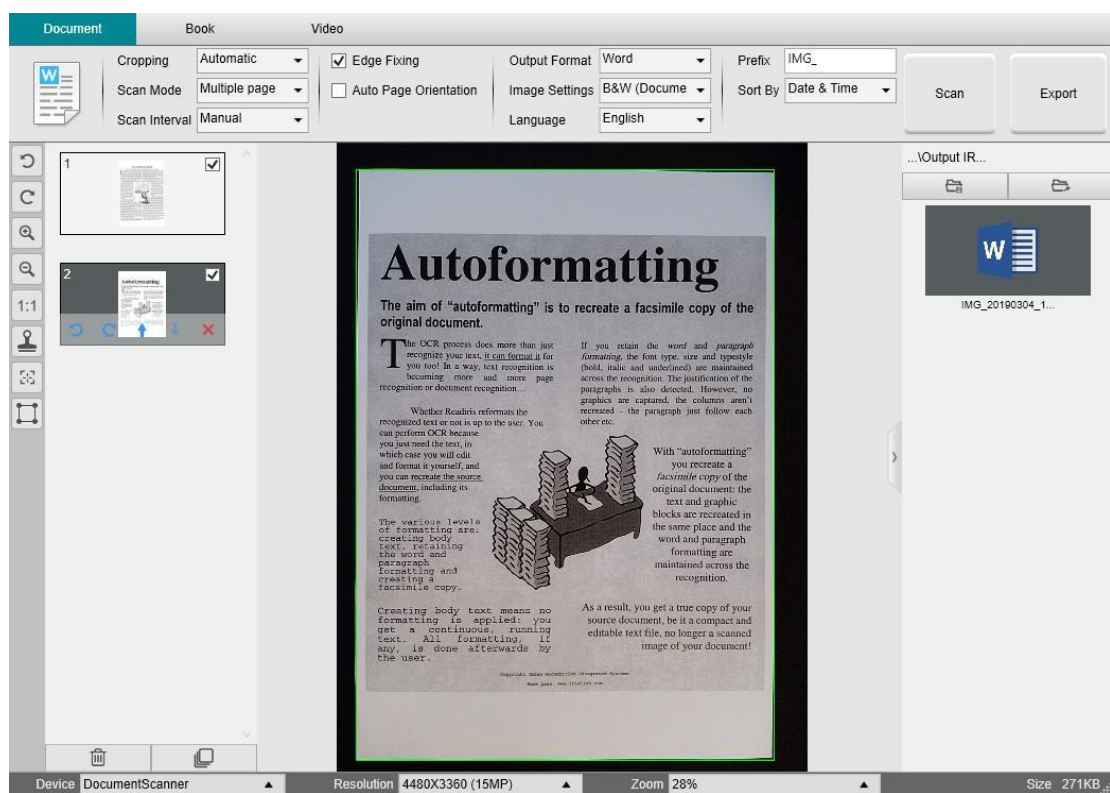 Document Book Video
Cropping Automatic
Scan Mode Multiple page
Scan Interval Manual
Edge Fixing
Auto Page Orientation
Output Format Word
Image Settings B&W (Docume
Language English
Prefix IMG_
Sort By Date & Time
Scan
Export
W
1
2
Autoformatting
1:1
Autoformatting
The aim of “autoformatting” is to recreate a facsimile copy of the
original document.
The OCR process does more than just
recognize your text, it can format it for
you too! In a way, text recognition is
becoming more and more page
recognition or document recognition...
Whether Readiris reformats the
recognized text or not is up to the user. You
can perform OCR because
you just need the text, in
which case you will edit
and format it yourself, and
you can recreate the source
document, including its
formatting.
The various levels
of formatting are:
creating body
text, retaining
the word and
paragraph
formatting and
creating a
facsimile copy.
Creating body text means no
formatting is applied: you
get a continuous, running
text. All formatting, if
any, is done afterwards by
the user.
If you retain the word and paragraph
formatting, the font type, size and typestyle
(bold, italic and underlined) are maintained
across the recognition. The justification of the
paragraphs is also detected. However, no
graphics are captured, the columns aren’t
recreated - the paragraph just follow each
other etc.
With “autoformatting”
you recreate a
facsimile copy of the
original document: the
text and graphic
blocks are recreated in
the same place and the
word and paragraph
formatting are
maintained across the
recognition.
As a result, you get a true copy of your
source document, be it a compact and
editable text file, no longer a scanned
image of your document!
Copyright Image Recognition Integrated Systems
Home page: www.irislink.com
...\Output IR...
W
IMG_20190304_1...
Device DocumentScanner
Resolution 4480X3360 (15MP)
Zoom 28%
Size 271KB